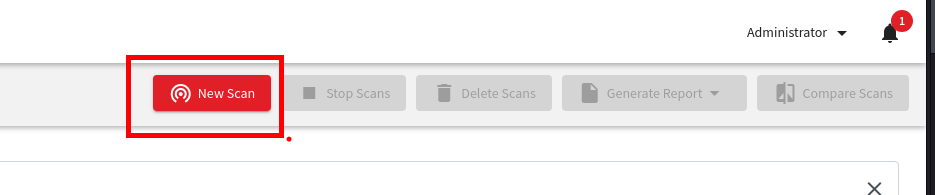 Administrator
1
New Scan
Stop Scans
Delete Scans
Generate Report
Compare Scans